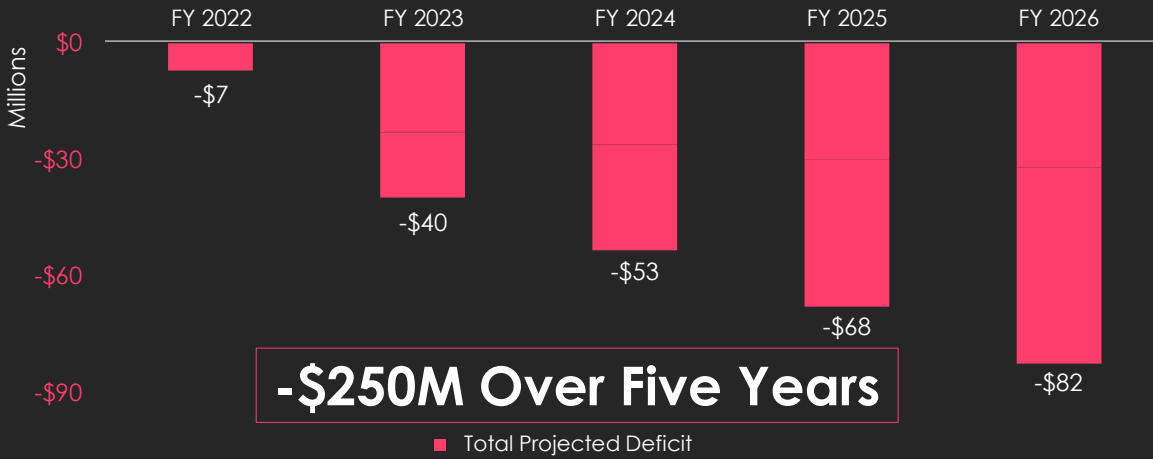 FY 2022 FY 2023 FY 2024 FY 2025 FY 2026
Millions
$0
-$30
-$60
-$90
-$7
-$40
-$53
-$68
-$82
-$250M Over Five Years
Total Projected Deficit